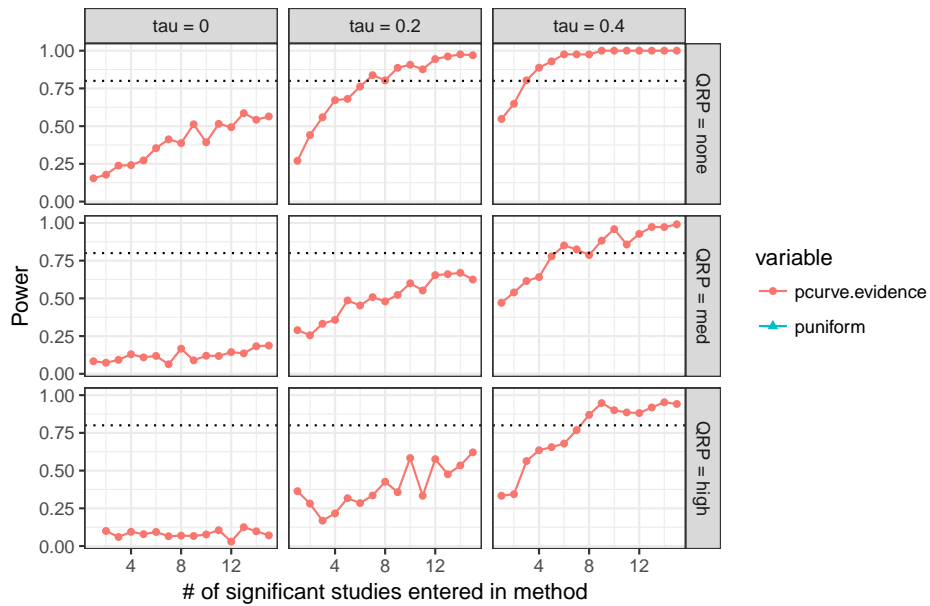 tau = 0
tau = 0.2
tau = 0.4
1.00
0.75
0.50
0.25
0.00
QRP = none
1.00
0.75
0.50
0.25
0.00
QRP = med
1.00
0.75
0.50
0.25
0.00
QRP = high
4 8 12
4 8 12
4 8 12
Power
# of significant studies entered in method
variable
pcurve.evidence
puniform